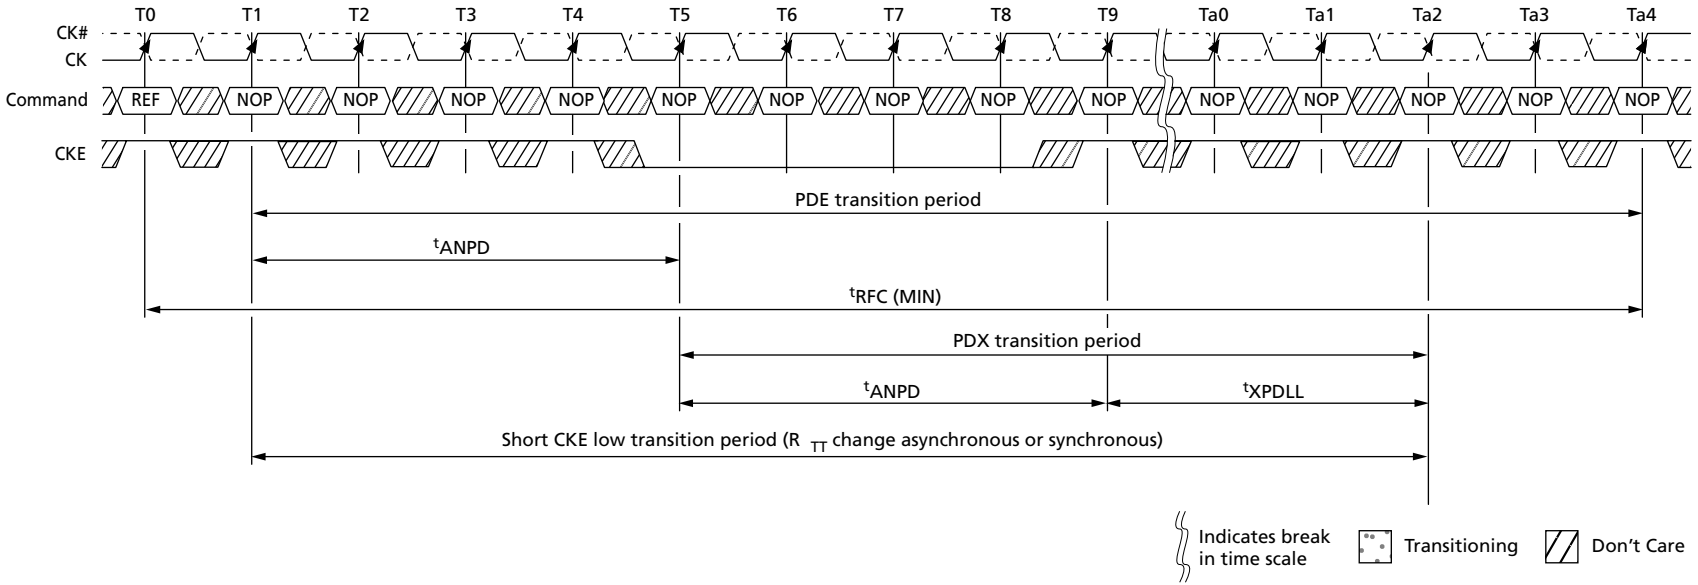 T0 T1 T2 T3 T4 T5 T6 T7 T8 T9 Ta0 Ta1 Ta2 Ta3 Ta4
CK#
CK
Command REF NOP NOP NOP NOP NOP NOP NOP NOP NOP NOP NOP NOP NOP NOP
CKE
PDE transition period
tANPD
tRFC (MIN)
PDX transition period
tANPD tXPDLL
Short CKE low transition period (R TT change asynchronous or synchronous)
Indicates break
in time scale
Transitioning
Don't Care